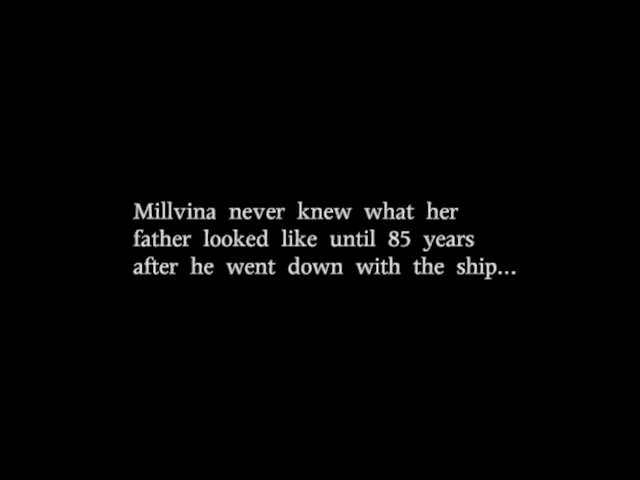 Millvina never knew what her
father looked like until 85 years
after he went down with the ship...